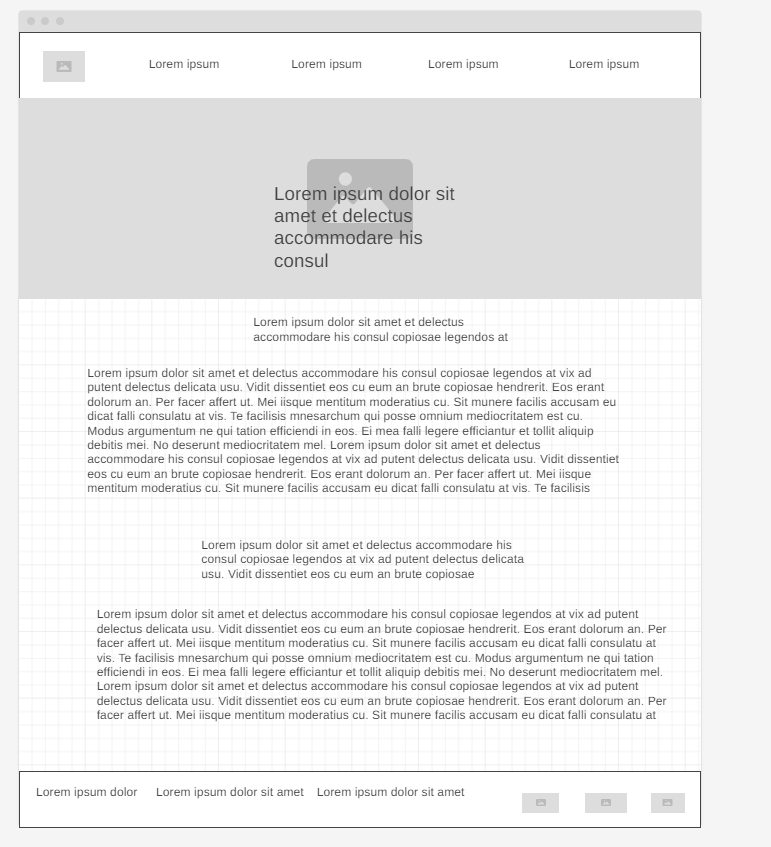 Lorem ipsum
Lorem ipsum
Lorem ipsum
Lorem ipsum
Lorem ipsum dolor sit
amet et delectus
accommodare his
consul
Lorem ipsum dolor sit amet et delectus
accommodare his consul copiosae legendos at
Lorem ipsum dolor sit amet et delectus accommodare his consul copiosae legendos at vix ad
putent delectus delicata usu. Vidit dissentiet eos cu eum an brute copiosae hendrerit. Eos erant
dolorum an. Per facer affert ut. Mei iisque mentitum moderatius cu. Sit munere facilis accusam eu
dicat falli consulatu at vis. Te facilisis mnesarchum qui posse omnium mediocritatem est cu.
Modus argumentum ne qui tation efficiendi in eos. Ei mea falli legere efficiantur et tollit aliquip
debitis mei. No deserunt mediocritatem mel. Lorem ipsum dolor sit amet et delectus
accommodare his consul copiosae legendos at vix ad putent delectus delicata usu. Vidit dissentiet
eos cu eum an brute copiosae hendrerit. Eos erant dolorum an. Per facer affert ut. Mei iisque
mentitum moderatius cu. Sit munere facilis accusam eu dicat falli consulatu at vis. Te facilisis
Lorem ipsum dolor sit amet et delectus accommodare his
consul copiosae legendos at vix ad putent delectus delicata
usu. Vidit dissentiet eos cu eum an brute copiosae
Lorem ipsum dolor sit amet et delectus accommodare his consul copiosae legendos at vix ad putent
delectus delicata usu. Vidit dissentiet eos cu eum an brute copiosae hendrerit. Eos erant dolorum an. Per
facer affert ut. Mei iisque mentitum moderatius cu. Sit munere facilis accusam eu dicat falli consulatu at
vis. Te facilisis mnesarchum qui posse omnium mediocritatem est cu. Modus argumentum ne qui tation
efficiendi in eos. Ei mea falli legere efficiantur et tollit aliquip debitis mei. No deserunt mediocritatem mel.
Lorem ipsum dolor sit amet et delectus accommodare his consul copiosae legendos at vix ad putent
delectus delicata usu. Vidit dissentiet eos cu eum an brute copiosae hendrerit. Eos erant dolorum an. Per
facer affert ut. Mei iisque mentitum moderatius cu. Sit munere facilis accusam eu dicat falli consulatu at
Lorem ipsum dolor
Lorem ipsum dolor sit amet
Lorem ipsum dolor sit amet